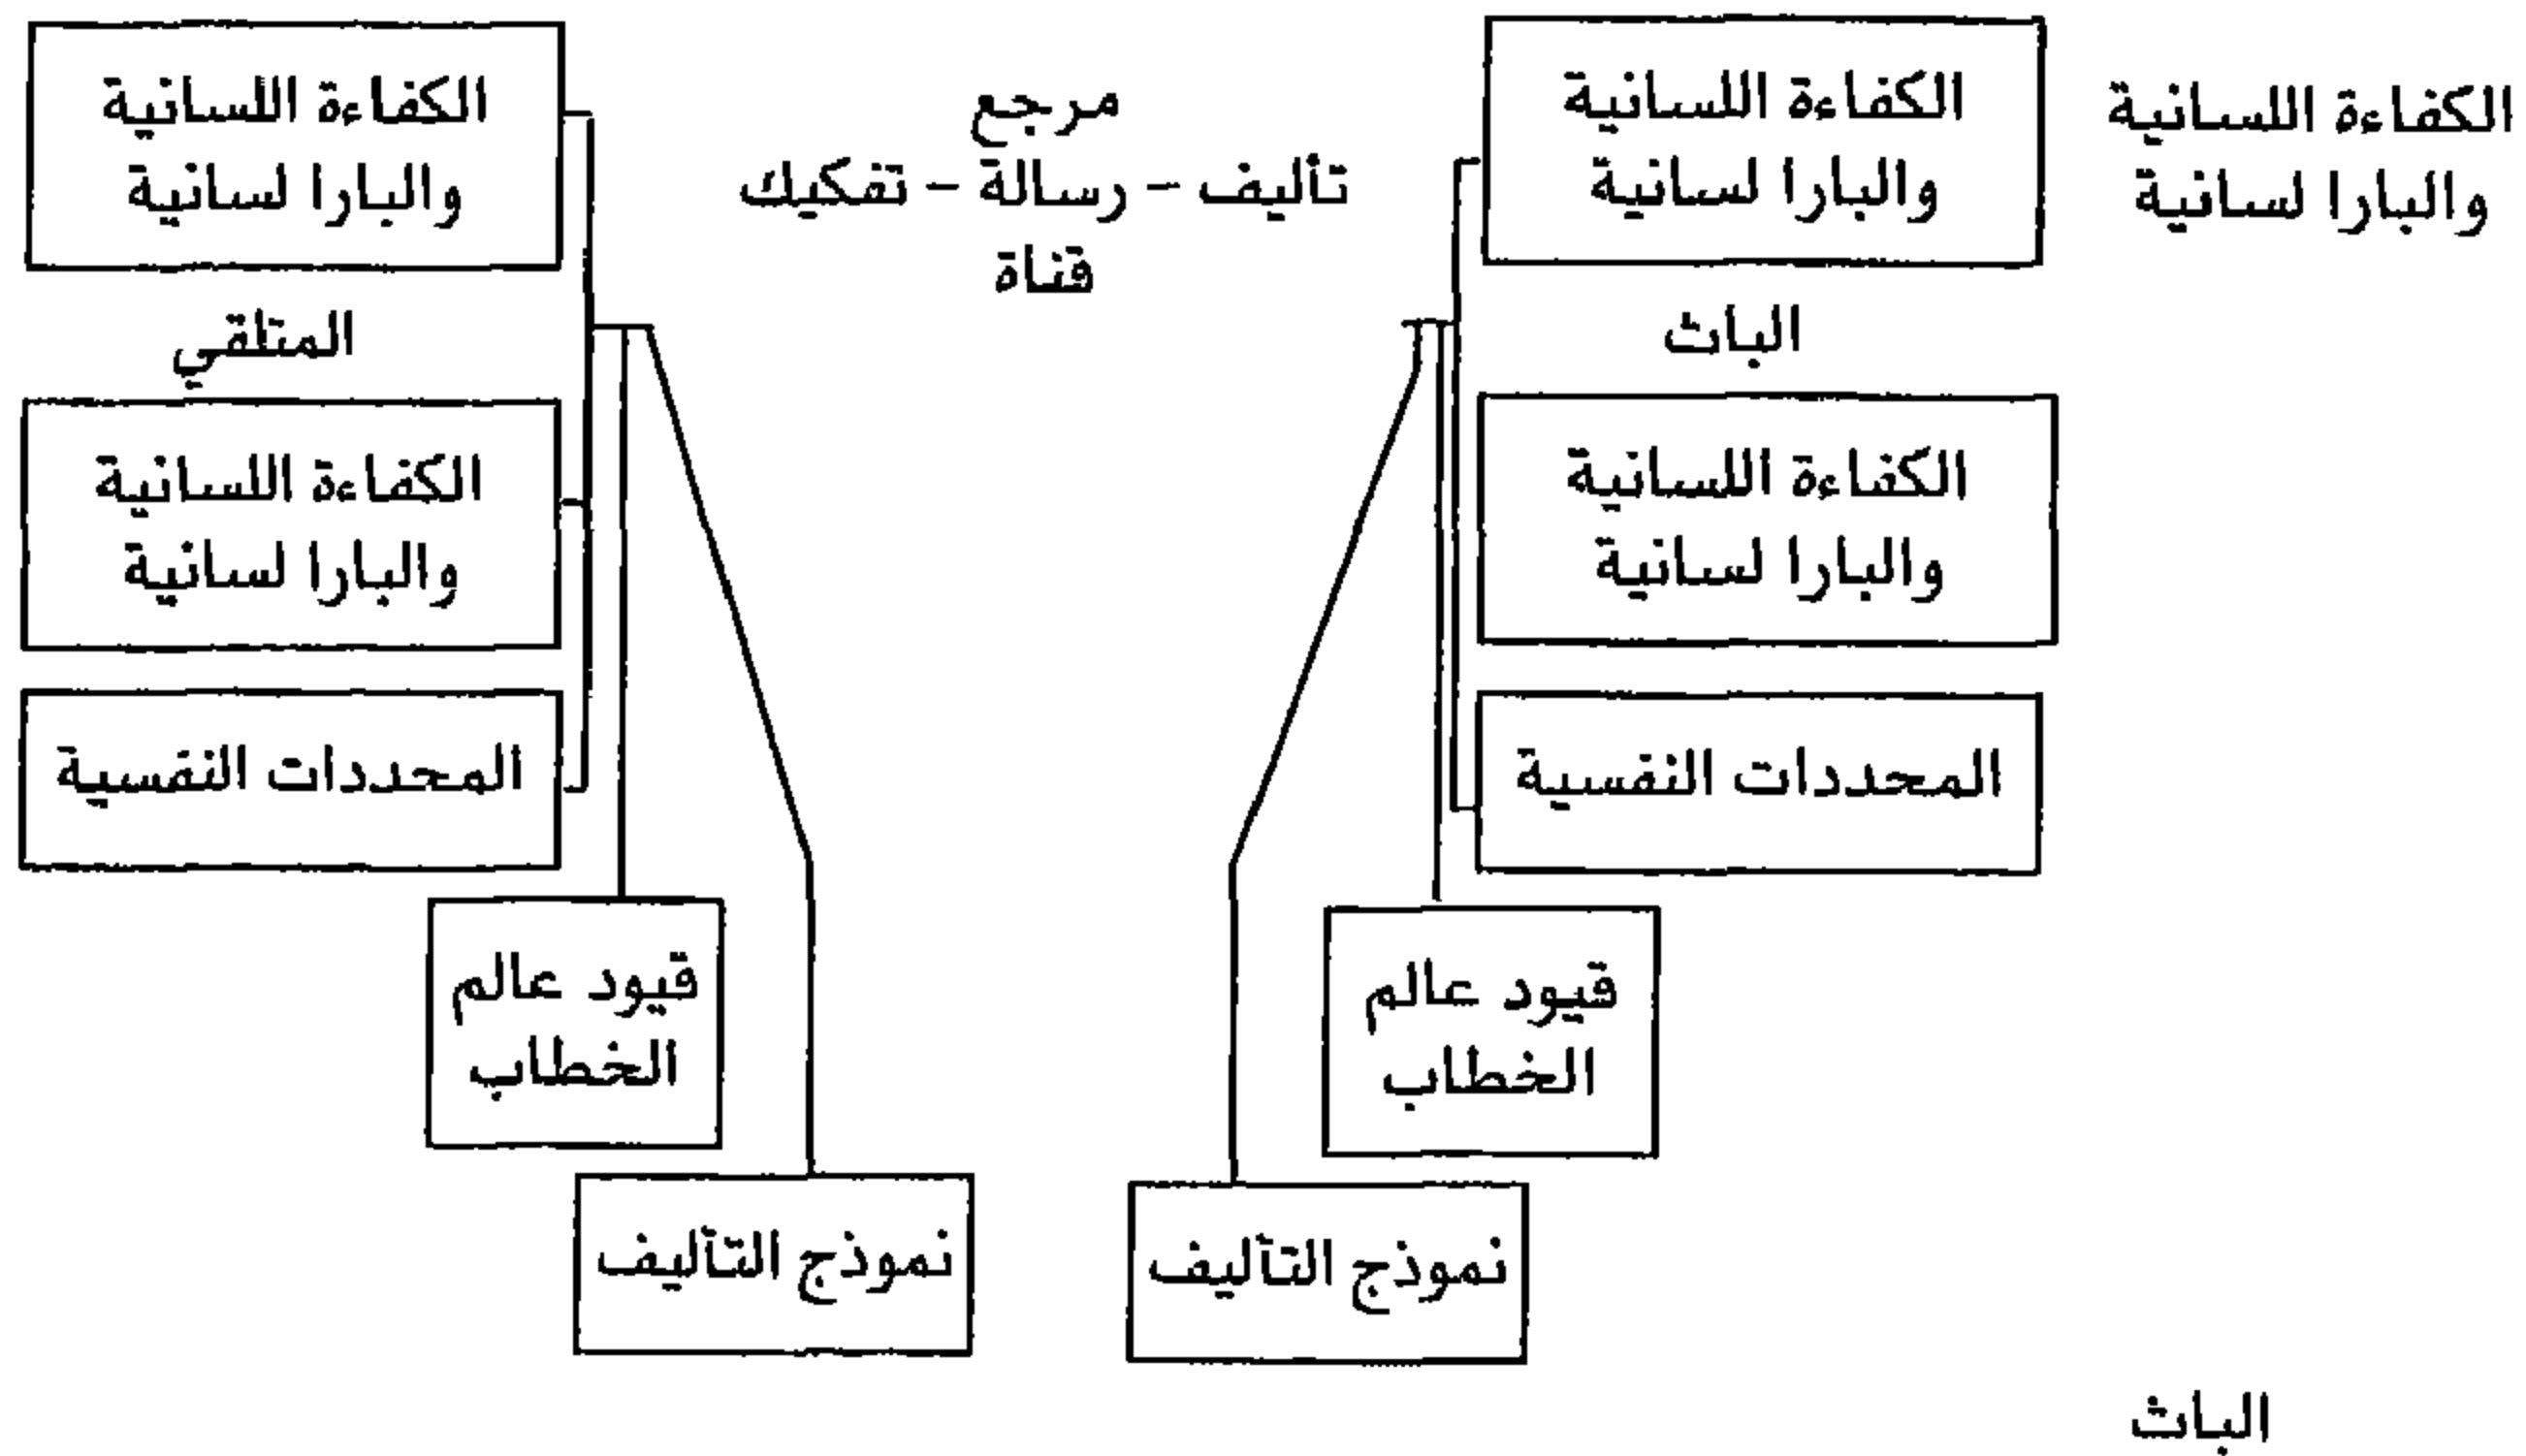 الكفاءة اللسانية
والبارا لسانية
الكفاءة اللسانية
والبارا لسانية
مرجع
تأليف - رسالة - تفكيك
قناة
الكفاءة اللسانية
والبارا لسانية
الباث
المتلقي
الكفاءة اللسانية
والبارا لسانية
الكفاءة اللسانية
والبارا لسانية
المحددات النفسية
المحددات النفسية
قيود عالم
الخطاب
قيود عالم
الخطاب
نموذج التأليف
نموذج التأليف
الباث